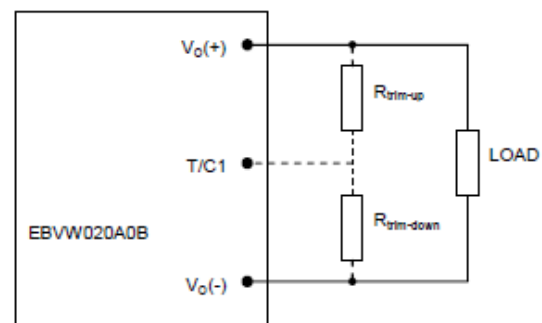 Vₒ(+)
Rtrim-up
T/C1
LOAD
EBVW020A0B
Rtrim-down
Vₒ(-)